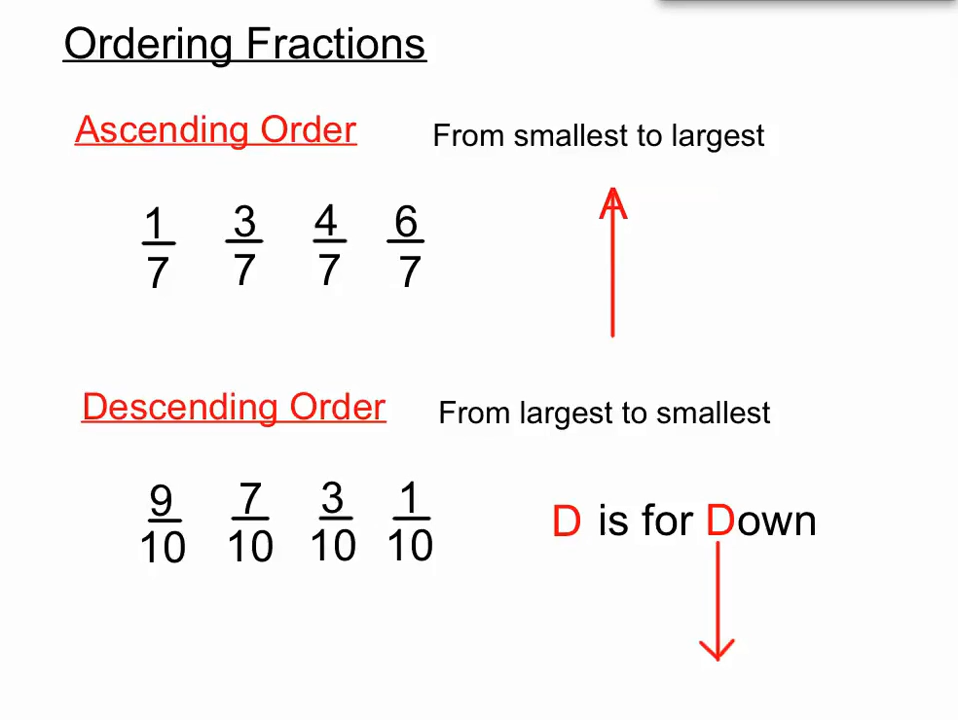 Ordering Fractions
Ascending Order From smallest to largest
1/7 3/7 4/7 6/7
A
Descending Order From largest to smallest
9/10 7/10 3/10 1/10
D is for Down